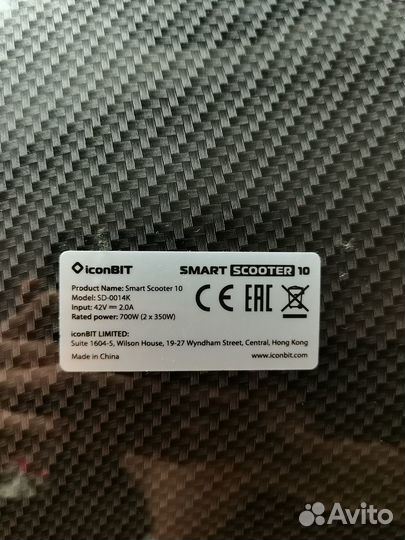 iconBIT SMART SCOOTER 10
Product Name: Smart Scooter 10
Model: SD-0014K
Input: 42V ⎓ 2.0A
Rated power: 700W (2 x 350W)
CE EAC
iconBIT LIMITED:
Suite 1604-5, Wilson House, 19-27 Wyndham Street, Central, Hong Kong
Made in China www.iconbit.com
Avito